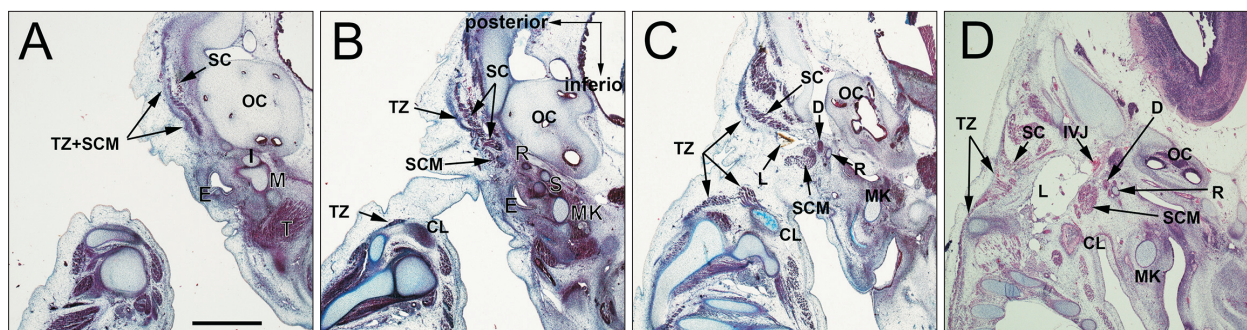 A
SC
OC
TZ+SCM
I
M
E
T
B
posterior
SC
inferio
TZ
OC
SCM
R
S
E
MK
TZ
CL
C
SC
D
OC
TZ
L
R
SCM
MK
CL
D
TZ
SC
IVJ
D
OC
L
R
SCM
CL
MK